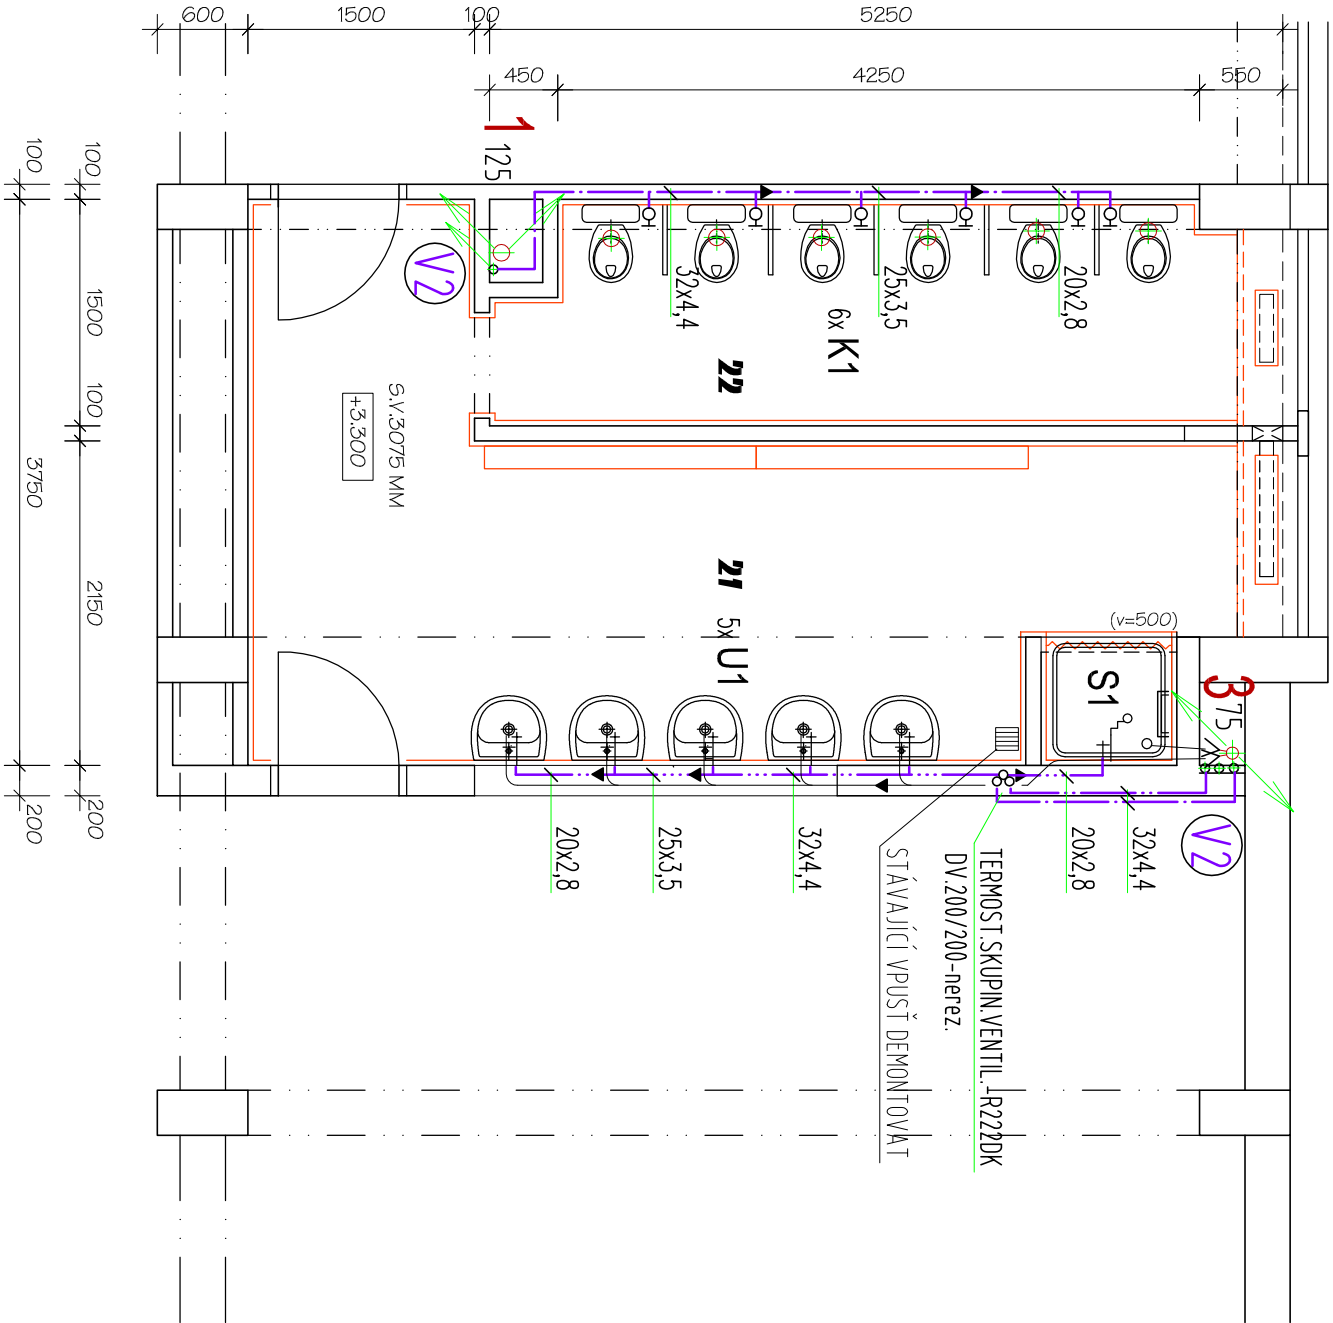 600
1500
100
5250
450
4250
550
1
125
V2
32x4,4
25x3,5
20x2,8
6x K1
22
S.V.3075 MM
+3.300
21
5x U1
(v=500)
S1
3
75
V2
20x2,8
25x3,5
32x4,4
20x2,8
32x4,4
TERMOST.SKUPIN.VENTIL.-R222DK
DV.200/200-nerez.
STÁVAJÍCÍ VPUSŤ DEMONTOVAT
100
1500
100
2150
200
100
3750
200